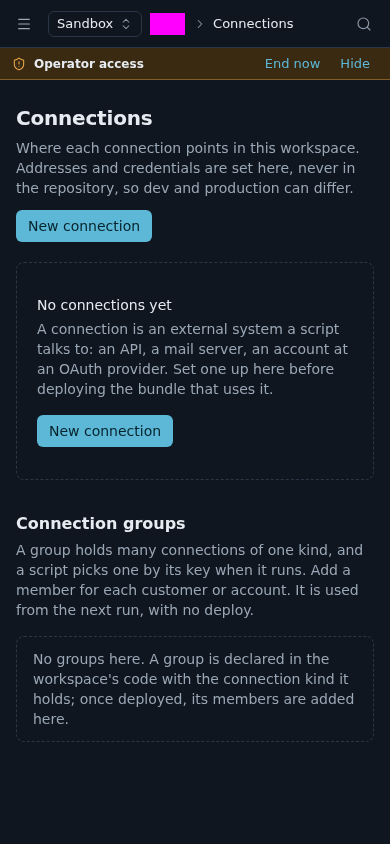 Sandbox
Connections
Operator access
End now
Hide
Connections
Where each connection points in this workspace.
Addresses and credentials are set here, never in
the repository, so dev and production can differ.
New connection
No connections yet
A connection is an external system a script
talks to: an API, a mail server, an account at
an OAuth provider. Set one up here before
deploying the bundle that uses it.
New connection
Connection groups
A group holds many connections of one kind, and
a script picks one by its key when it runs. Add a
member for each customer or account. It is used
from the next run, with no deploy.
No groups here. A group is declared in the
workspace's code with the connection kind it
holds; once deployed, its members are added
here.